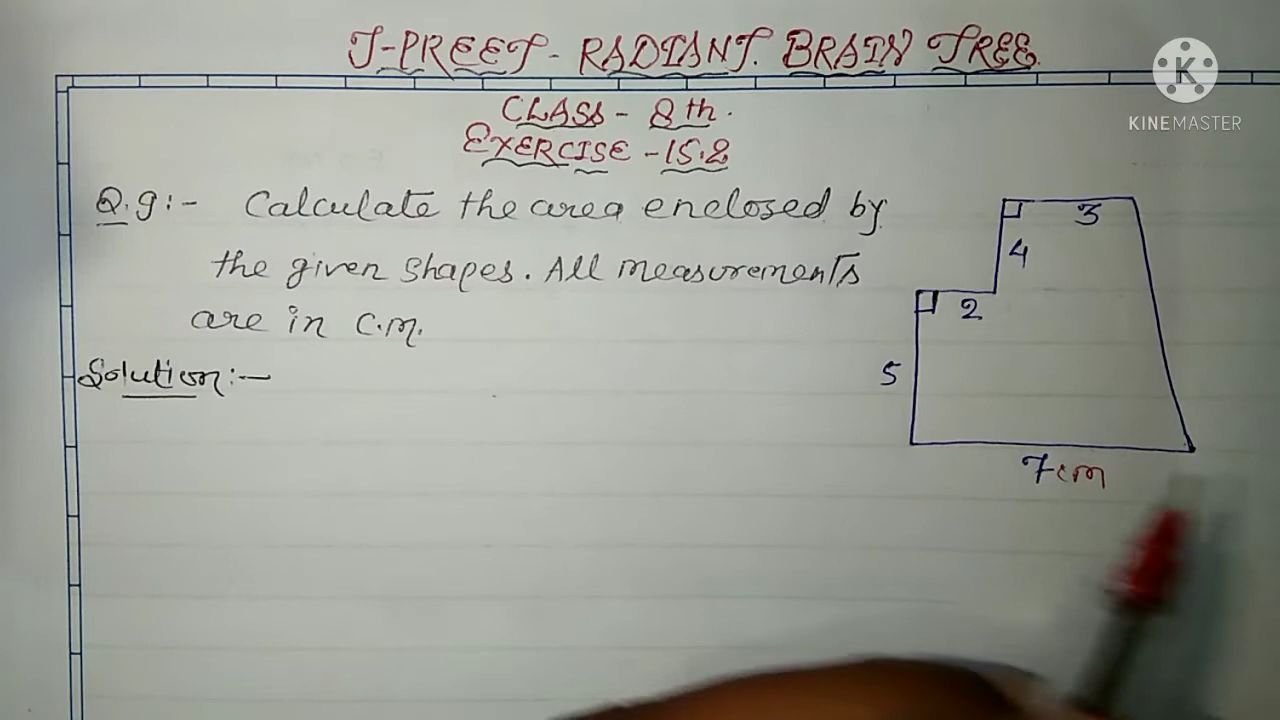 J-PREET- RADIANT. BRAIN TREE.
K
KINEMASTER
CLASS - 8th.
EXERCISE - 15.2
Q.9:- Calculate the area enclosed by
the given shapes. All measurements
are in c.m.
Solution:-
3
4
2
5
7cm